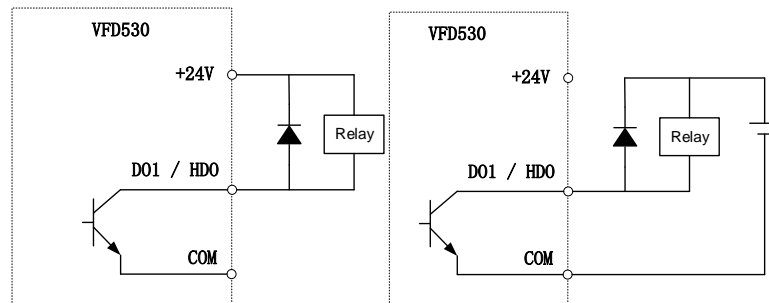 VFD530
+24V
Relay
DO1 / HDO
COM
VFD530
+24V
Relay
DO1 / HDO
COM